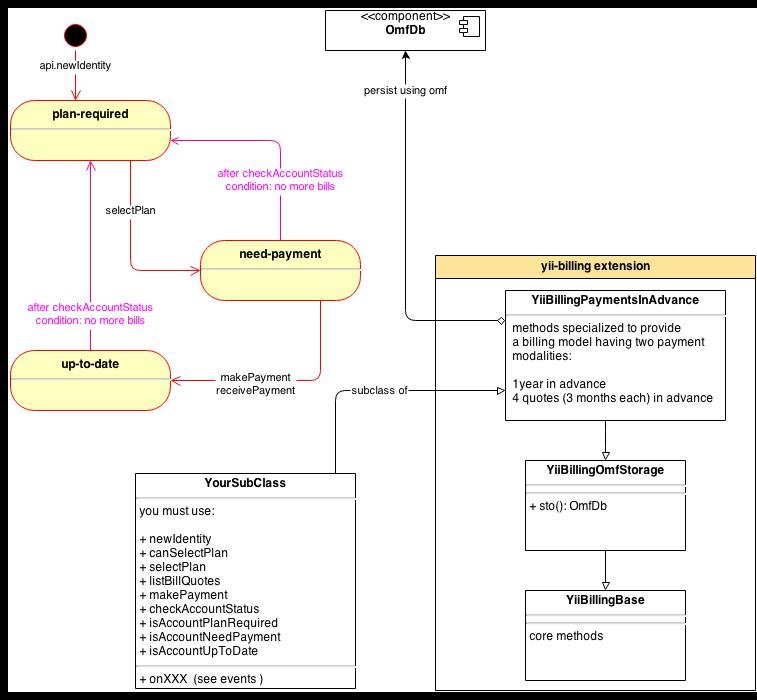 <<component>>
OmfDb
api.newIdentity
persist using omf
plan-required
after checkAccountStatus
condition: no more bills
selectPlan
need-payment
yii-billing extension
YiiBillingPaymentsInAdvance
methods specialized to provide
a billing model having two payment
modalities:
1year in advance
4 quotes (3 months each) in advance
after checkAccountStatus
condition: no more bills
up-to-date
makePayment
receivePayment
subclass of
YiiBillingOmfStorage
+ sto(): OmfDb
YourSubClass
you must use:
+ newIdentity
+ canSelectPlan
+ selectPlan
+ listBillQuotes
+ makePayment
+ checkAccountStatus
+ isAccountPlanRequired
+ isAccountNeedPayment
+ isAccountUpToDate
+ onXXX (see events )
YiiBillingBase
core methods